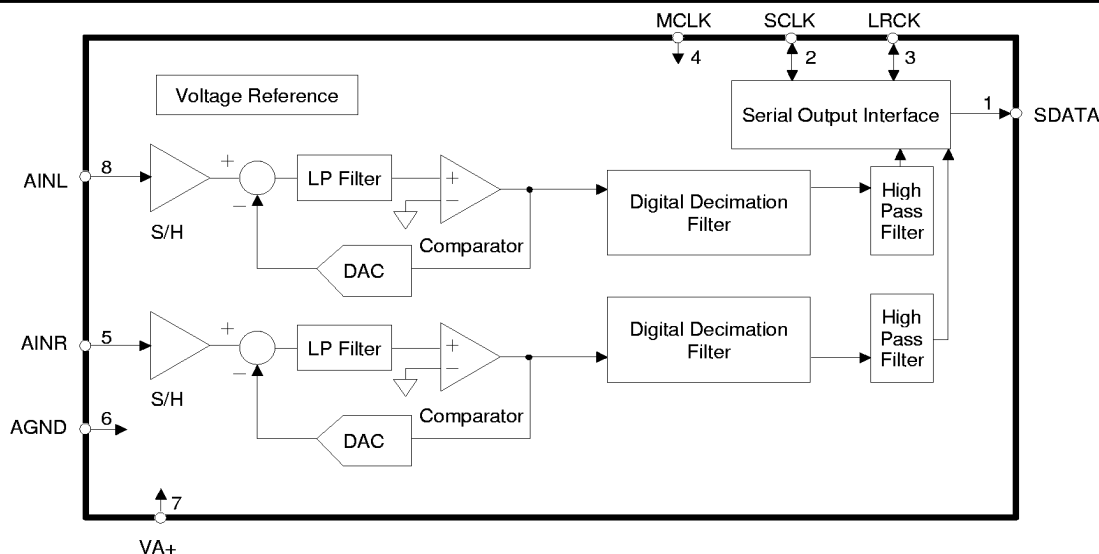 MCLK SCLK LRCK
4 2 3
Voltage Reference
Serial Output Interface
1 SDATA
AINL 8
+
−
S/H
LP Filter
+
−
Comparator
DAC
Digital Decimation
Filter
High
Pass
Filter
AINR 5
+
−
S/H
LP Filter
+
−
Comparator
DAC
Digital Decimation
Filter
High
Pass
Filter
AGND 6
7
VA+